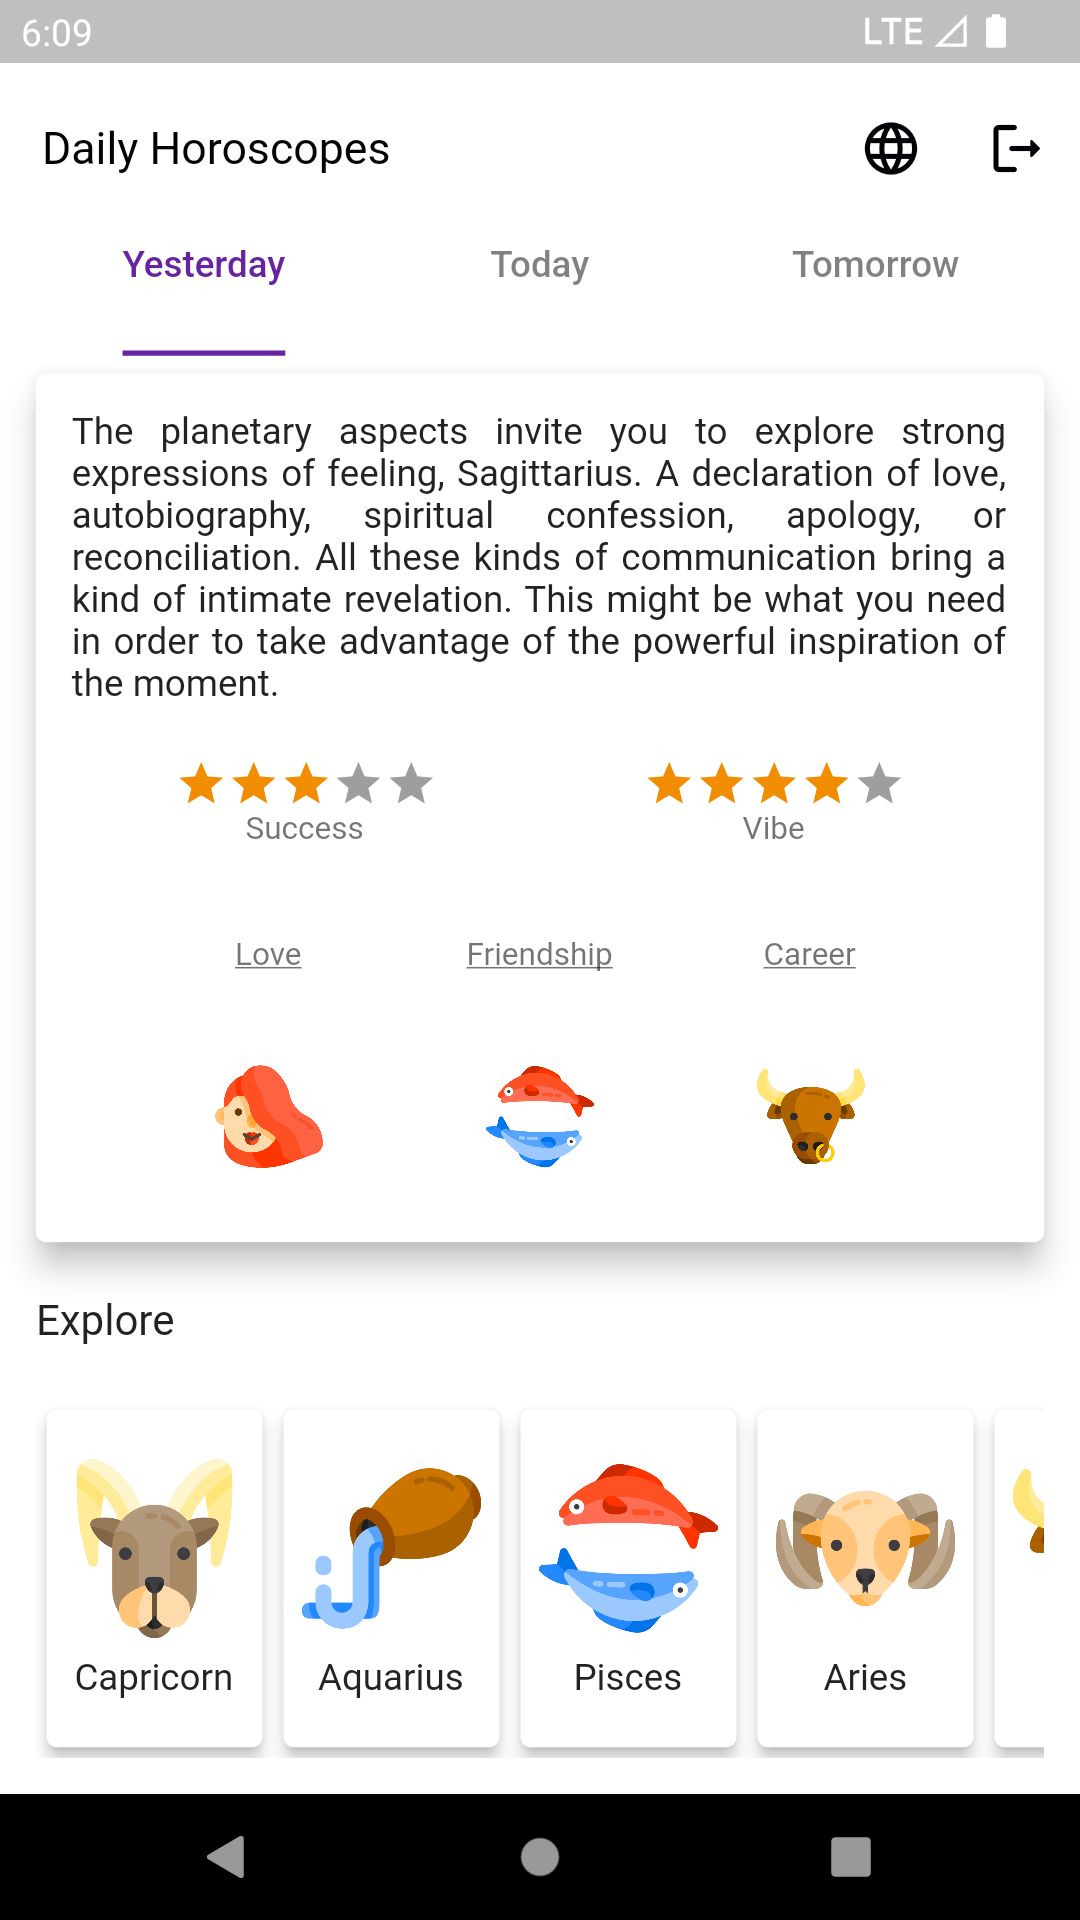 6:09 LTE
Daily Horoscopes
Yesterday Today Tomorrow
The planetary aspects invite you to explore strong
expressions of feeling, Sagittarius. A declaration of love,
autobiography, spiritual confession, apology, or
reconciliation. All these kinds of communication bring a
kind of intimate revelation. This might be what you need
in order to take advantage of the powerful inspiration of
the moment.
Success Vibe
Love Friendship Career
Explore
Capricorn Aquarius Pisces Aries